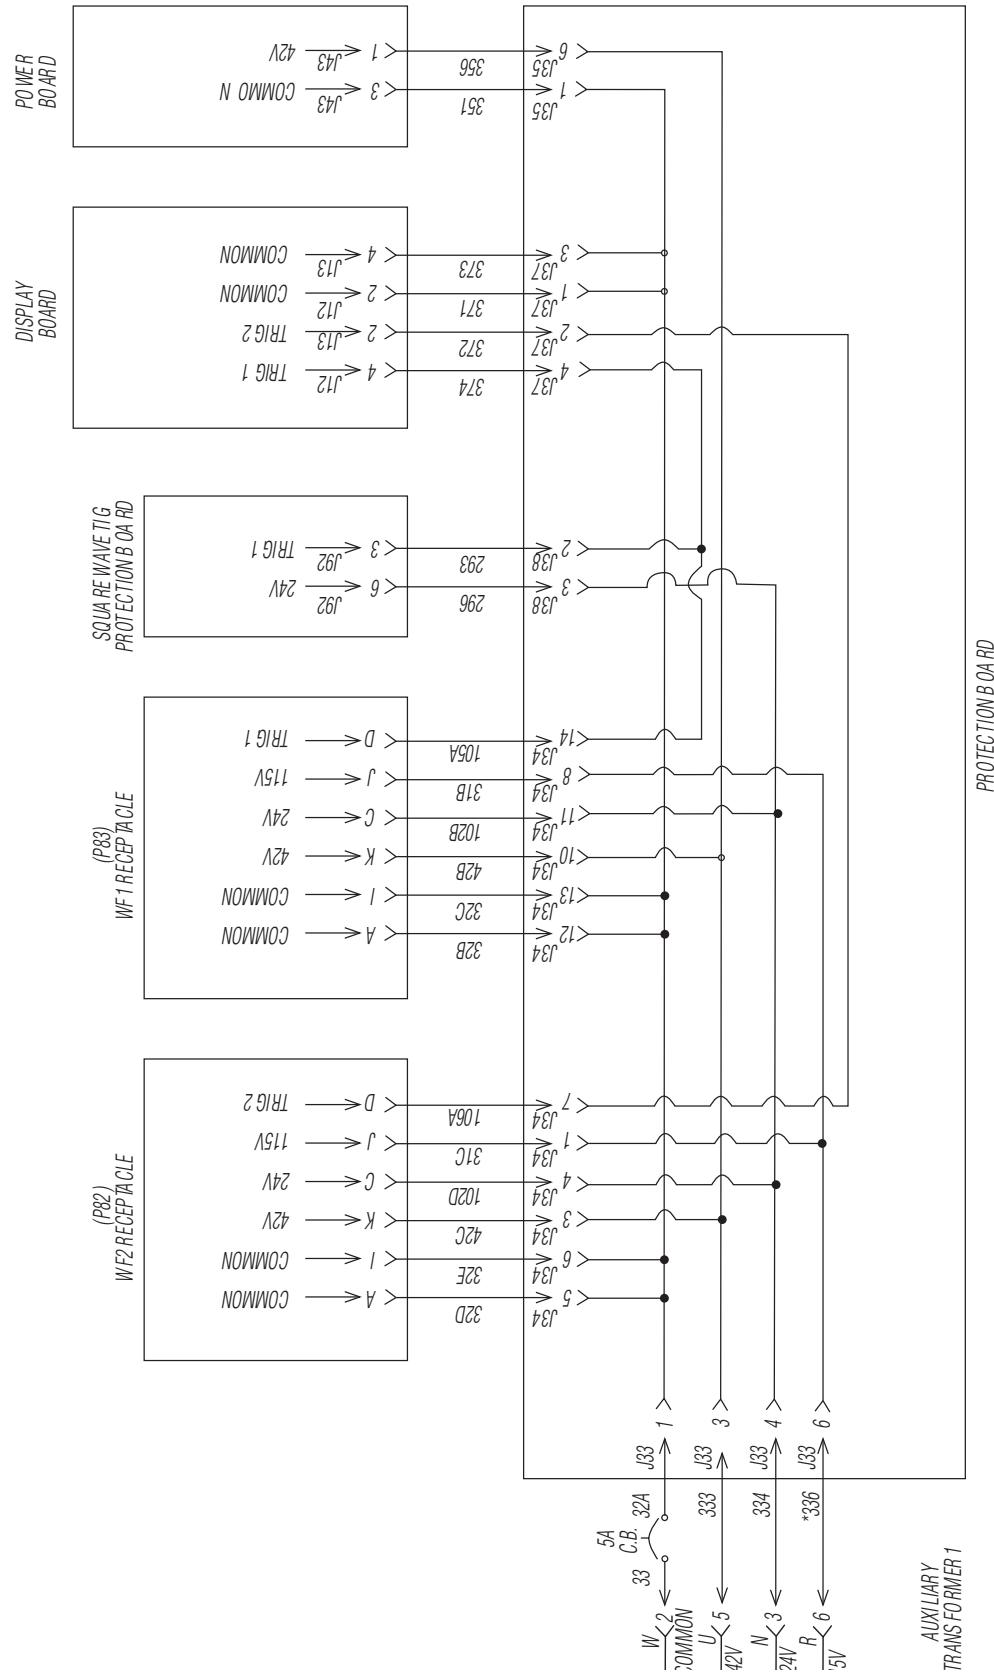 POWER
BOARD
42V
J43
1
356
J35
6
COMMO N
J43
3
351
J35
1
DISPLAY
BOARD
COMMON
J13
4
373
J37
3
COMMON
J12
2
371
J37
1
TRIG 2
J13
2
372
J37
2
TRIG 1
J12
4
374
J37
4
SQUARE WAVE TIG
PROTECTION BOARD
TRIG 1
J92
3
293
J38
2
24V
J92
6
296
J38
3
PROTECTION BOARD
(P83)
WF1 RECEPTACLE
TRIG 1
D
105A
J34
14
115V
J
31B
J34
8
24V
C
102B
J34
11
42V
K
42B
J34
10
COMMON
I
32C
J34
13
COMMON
A
32B
J34
12
(P82)
WF2 RECEPTACLE
TRIG 2
D
106A
J34
7
115V
J
31C
J34
1
24V
C
102D
J34
4
42V
K
42C
J34
3
COMMON
I
32E
J34
6
COMMON
A
32D
J34
5
1
3
4
6
J33
J33
J33
J33
32A
333
334
*336
5A
C.B.
33
W
2
COMMON
U
5
42V
N
3
24V
R
6
15V
AUXILIARY
TRANSFORMER 1